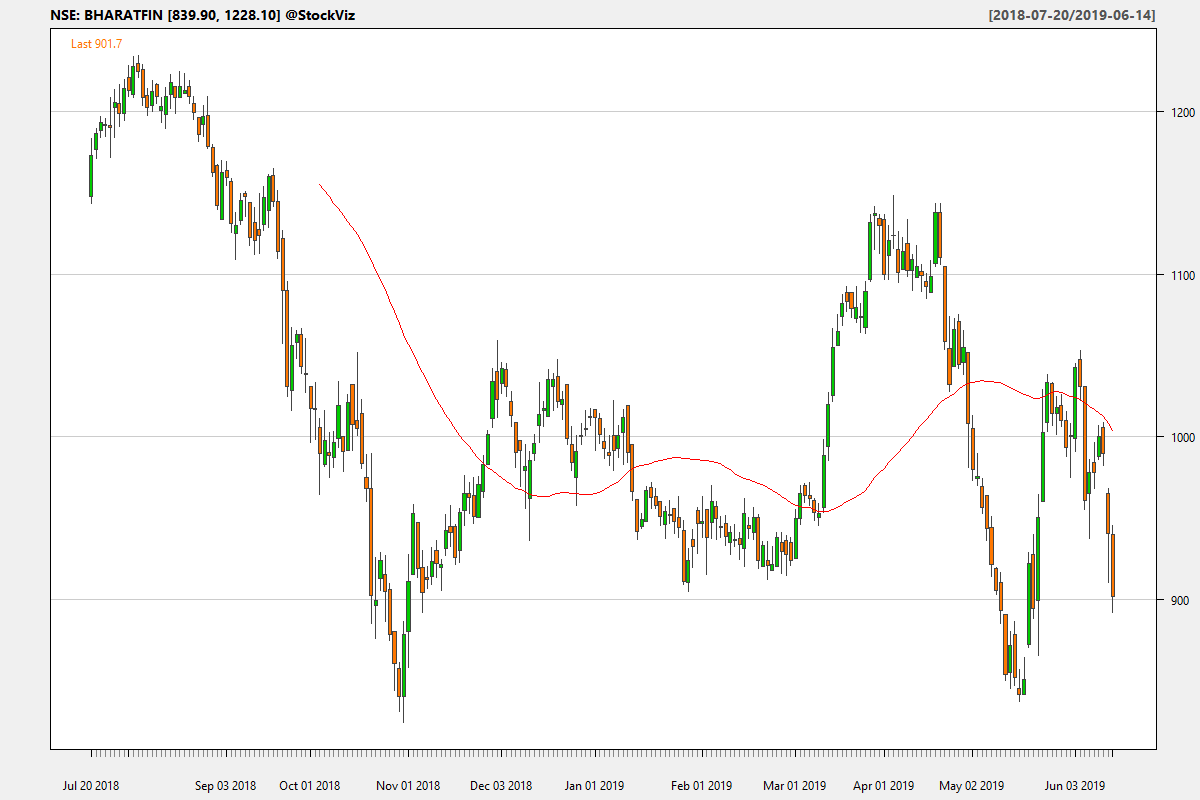 NSE: BHARATFIN [839.90, 1228.10] @StockViz
[2018-07-20/2019-06-14]
Last 901.7
1200
1100
1000
900
Jul 20 2018
Sep 03 2018
Oct 01 2018
Nov 01 2018
Dec 03 2018
Jan 01 2019
Feb 01 2019
Mar 01 2019
Apr 01 2019
May 02 2019
Jun 03 2019